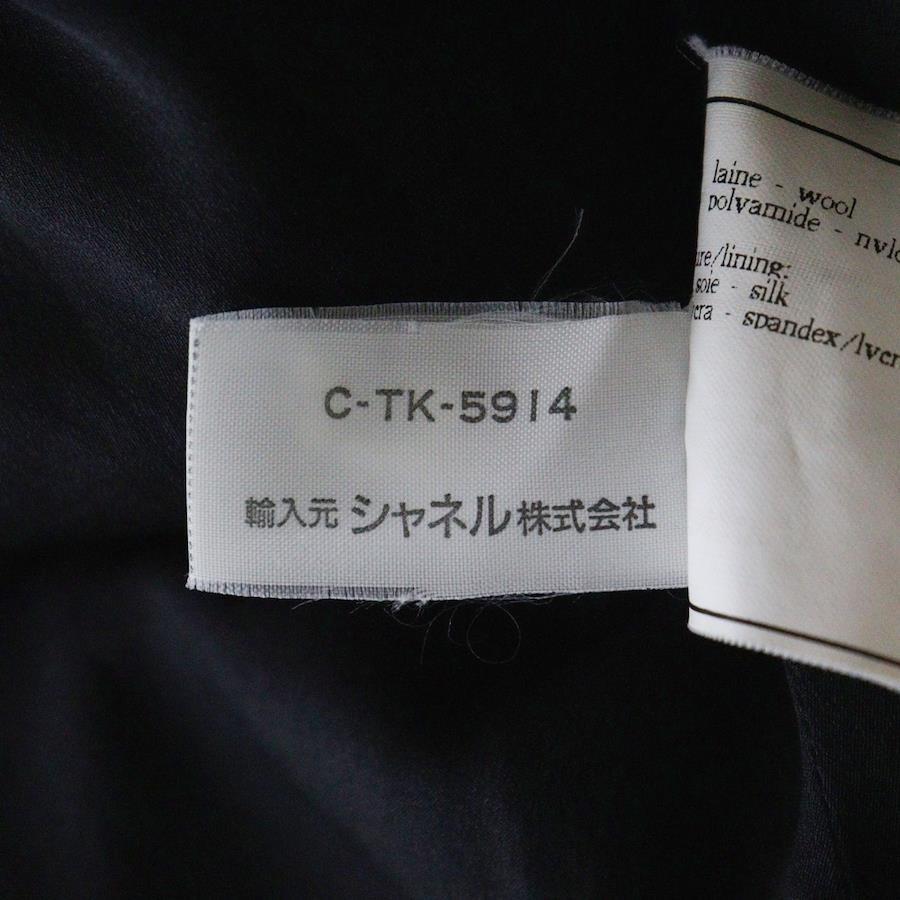 C-TK-5914
輸入元 シャネル株式会社
laine - wool
polyamide - nylo
re/lining:
soie - silk
cra - spandex/lycr